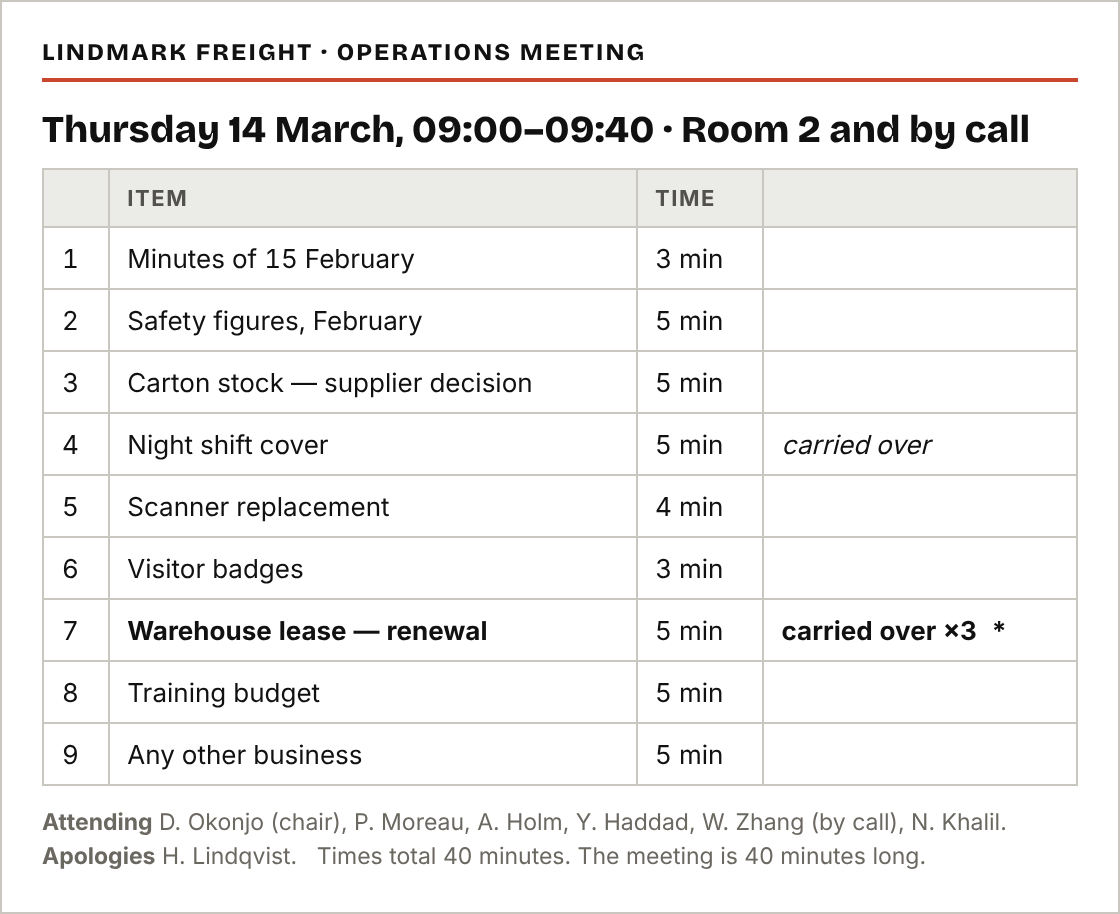 LINDMARK FREIGHT · OPERATIONS MEETING
Thursday 14 March, 09:00–09:40 · Room 2 and by call
ITEM TIME
1 Minutes of 15 February 3 min
2 Safety figures, February 5 min
3 Carton stock — supplier decision 5 min
4 Night shift cover 5 min carried over
5 Scanner replacement 4 min
6 Visitor badges 3 min
7 Warehouse lease — renewal 5 min carried over ×3 *
8 Training budget 5 min
9 Any other business 5 min
Attending D. Okonjo (chair), P. Moreau, A. Holm, Y. Haddad, W. Zhang (by call), N. Khalil.
Apologies H. Lindqvist. Times total 40 minutes. The meeting is 40 minutes long.